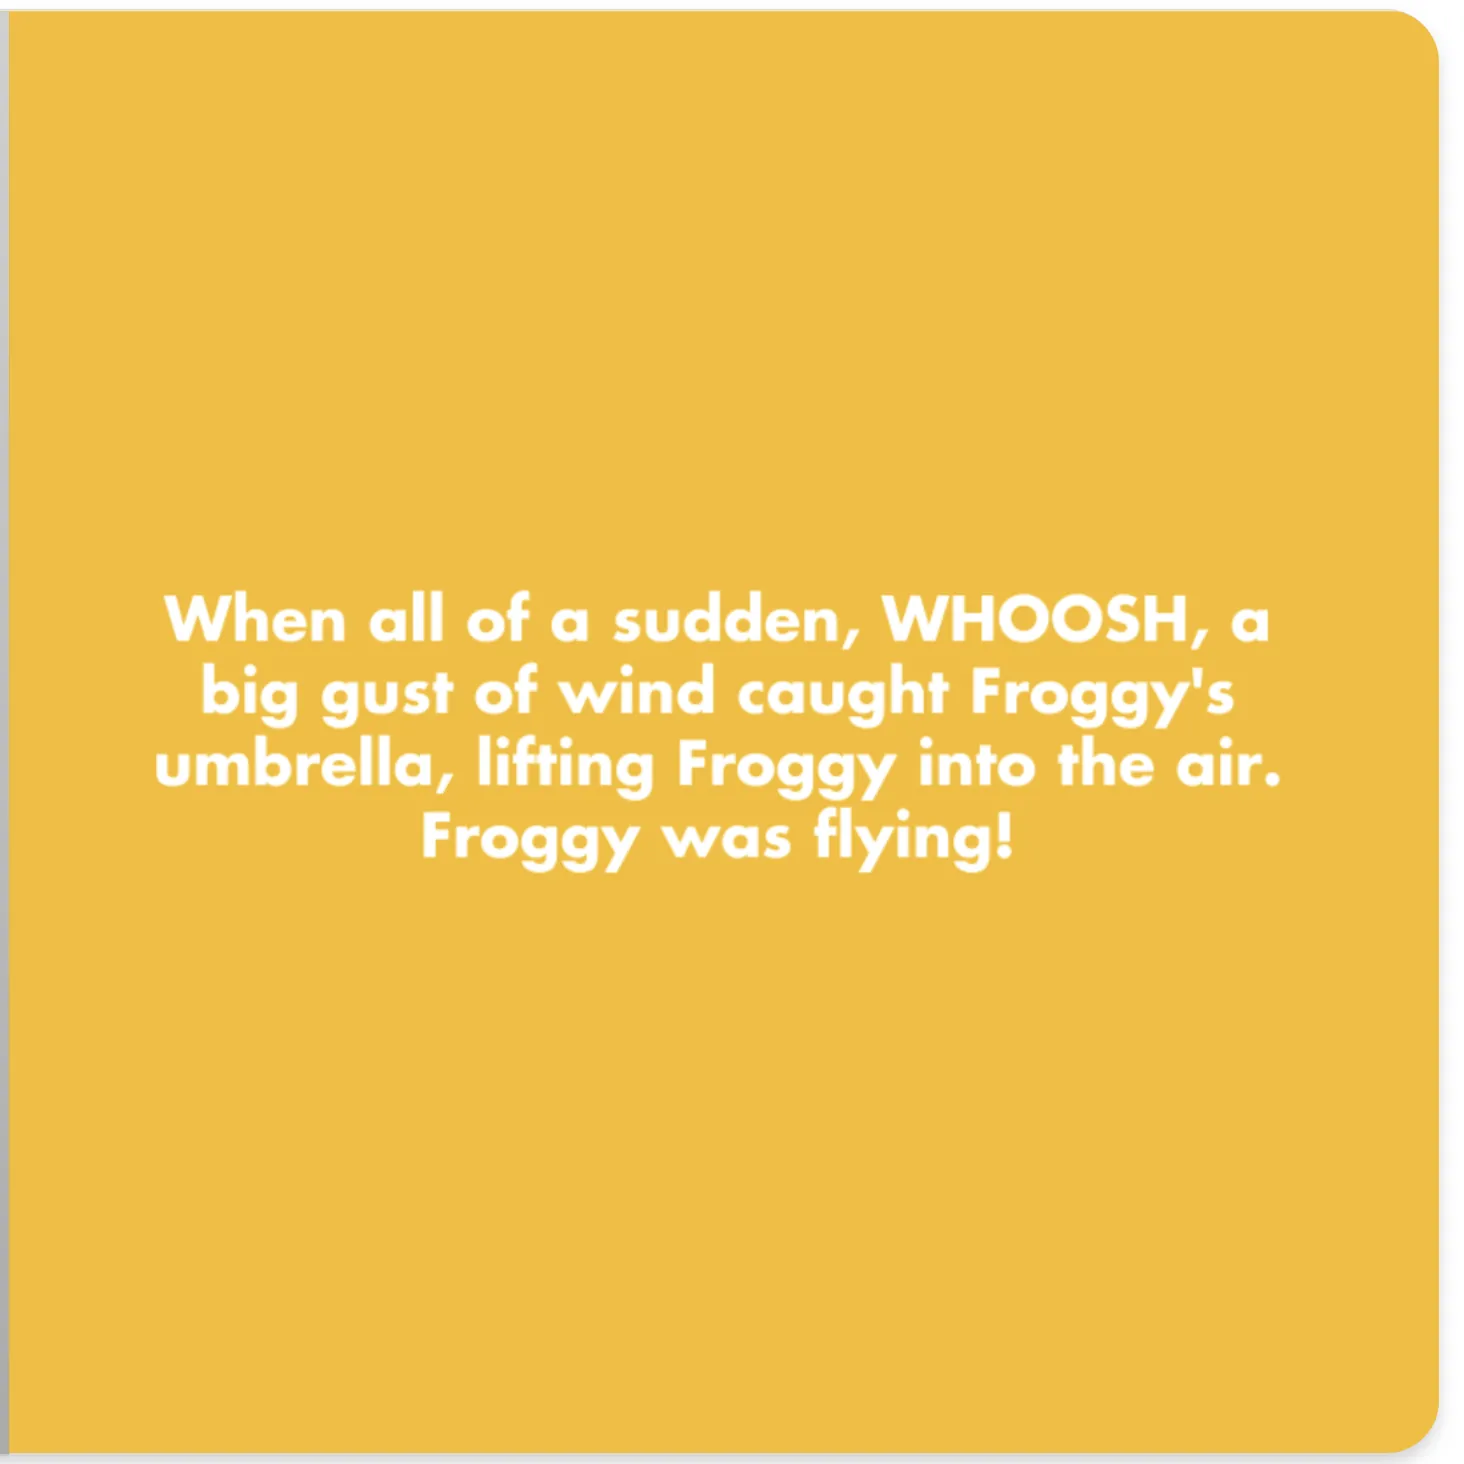 When all of a sudden, WHOOSH, a
big gust of wind caught Froggy's
umbrella, lifting Froggy into the air.
Froggy was flying!